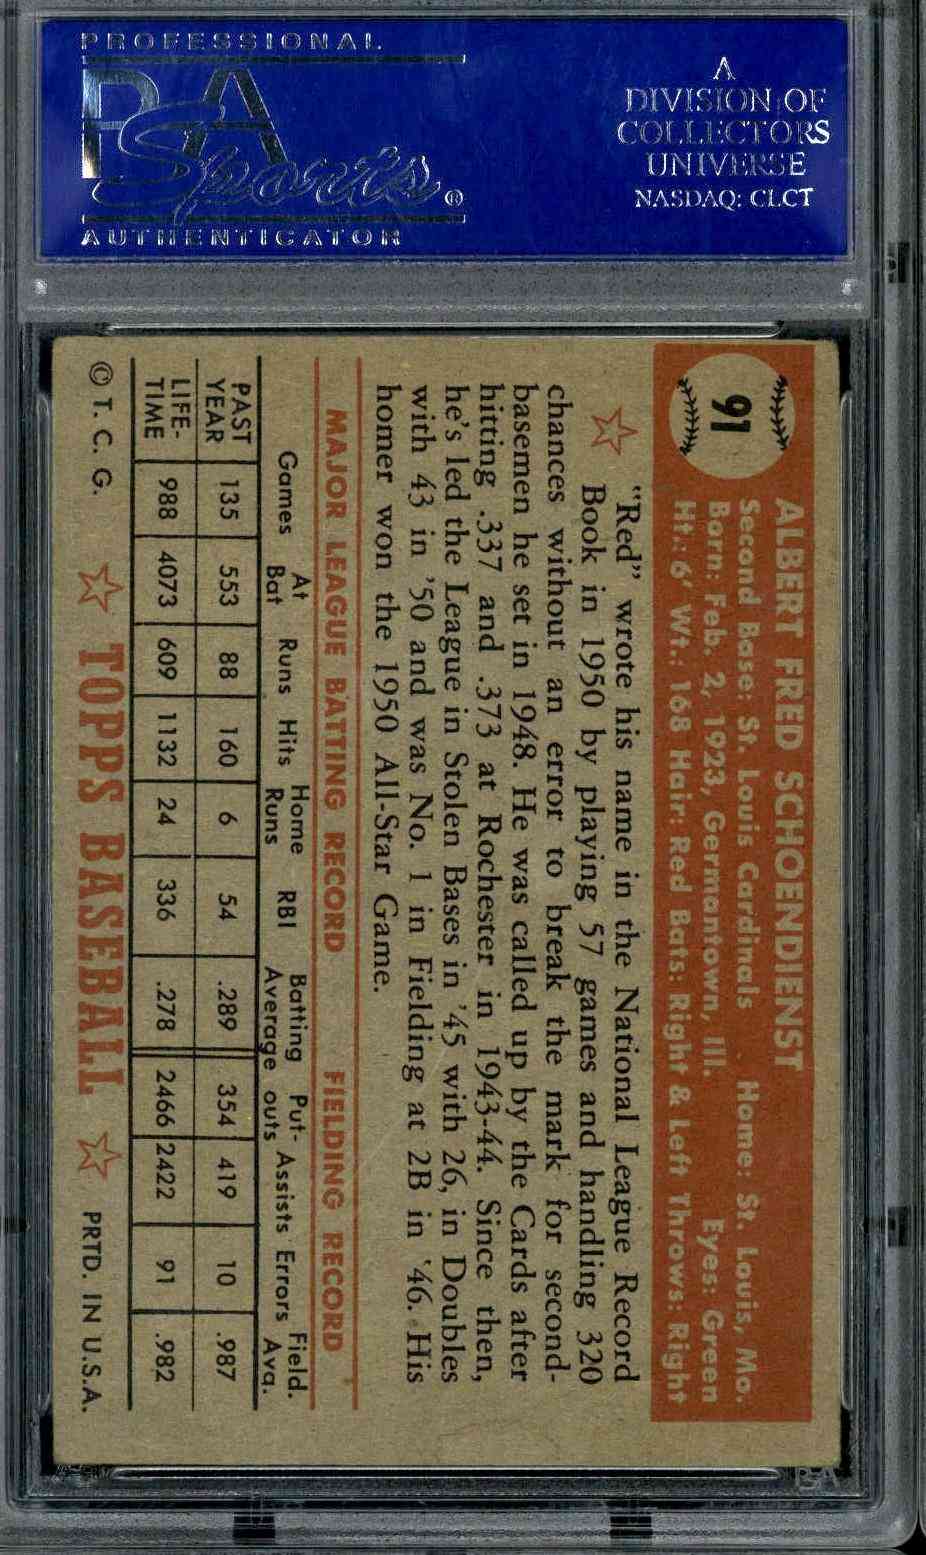 PROFESSIONAL
PSA
Sports®
AUTHENTICATOR
A
DIVISION OF
COLLECTORS
UNIVERSE
NASDAQ: CLCT
91
ALBERT FRED SCHOENDIENST
Second Base: St. Louis Cardinals Home: St. Louis, Mo.
Born: Feb. 2, 1923, Germantown, Ill. Eyes: Green
Ht.: 6' Wt.: 168 Hair: Red Bats: Right & Left Throws: Right
"Red" wrote his name in the National League Record
Book in 1950 by playing 57 games and handling 320
chances without an error to break the mark for second-
basemen he set in 1948. He was called up by the Cards after
hitting .337 and .373 at Rochester in 1943-44. Since then,
he's led the League in Stolen Bases in '45 with 26, in Doubles
with 43 in '50 and was No. 1 in Fielding at 2B in '46. His
homer won the 1950 All-Star Game.
MAJOR LEAGUE BATTING RECORD FIELDING RECORD
Games At Bat Runs Hits Home Runs RBI Batting Average Put-outs Assists Errors Field. Ava.
PAST YEAR 135 553 88 160 6 54 .289 354 419 10 .987
LIFE-TIME 988 4073 609 1132 24 336 .278 2466 2422 91 .982
© T. C. G. TOPPS BASEBALL PRTD. IN U.S.A.